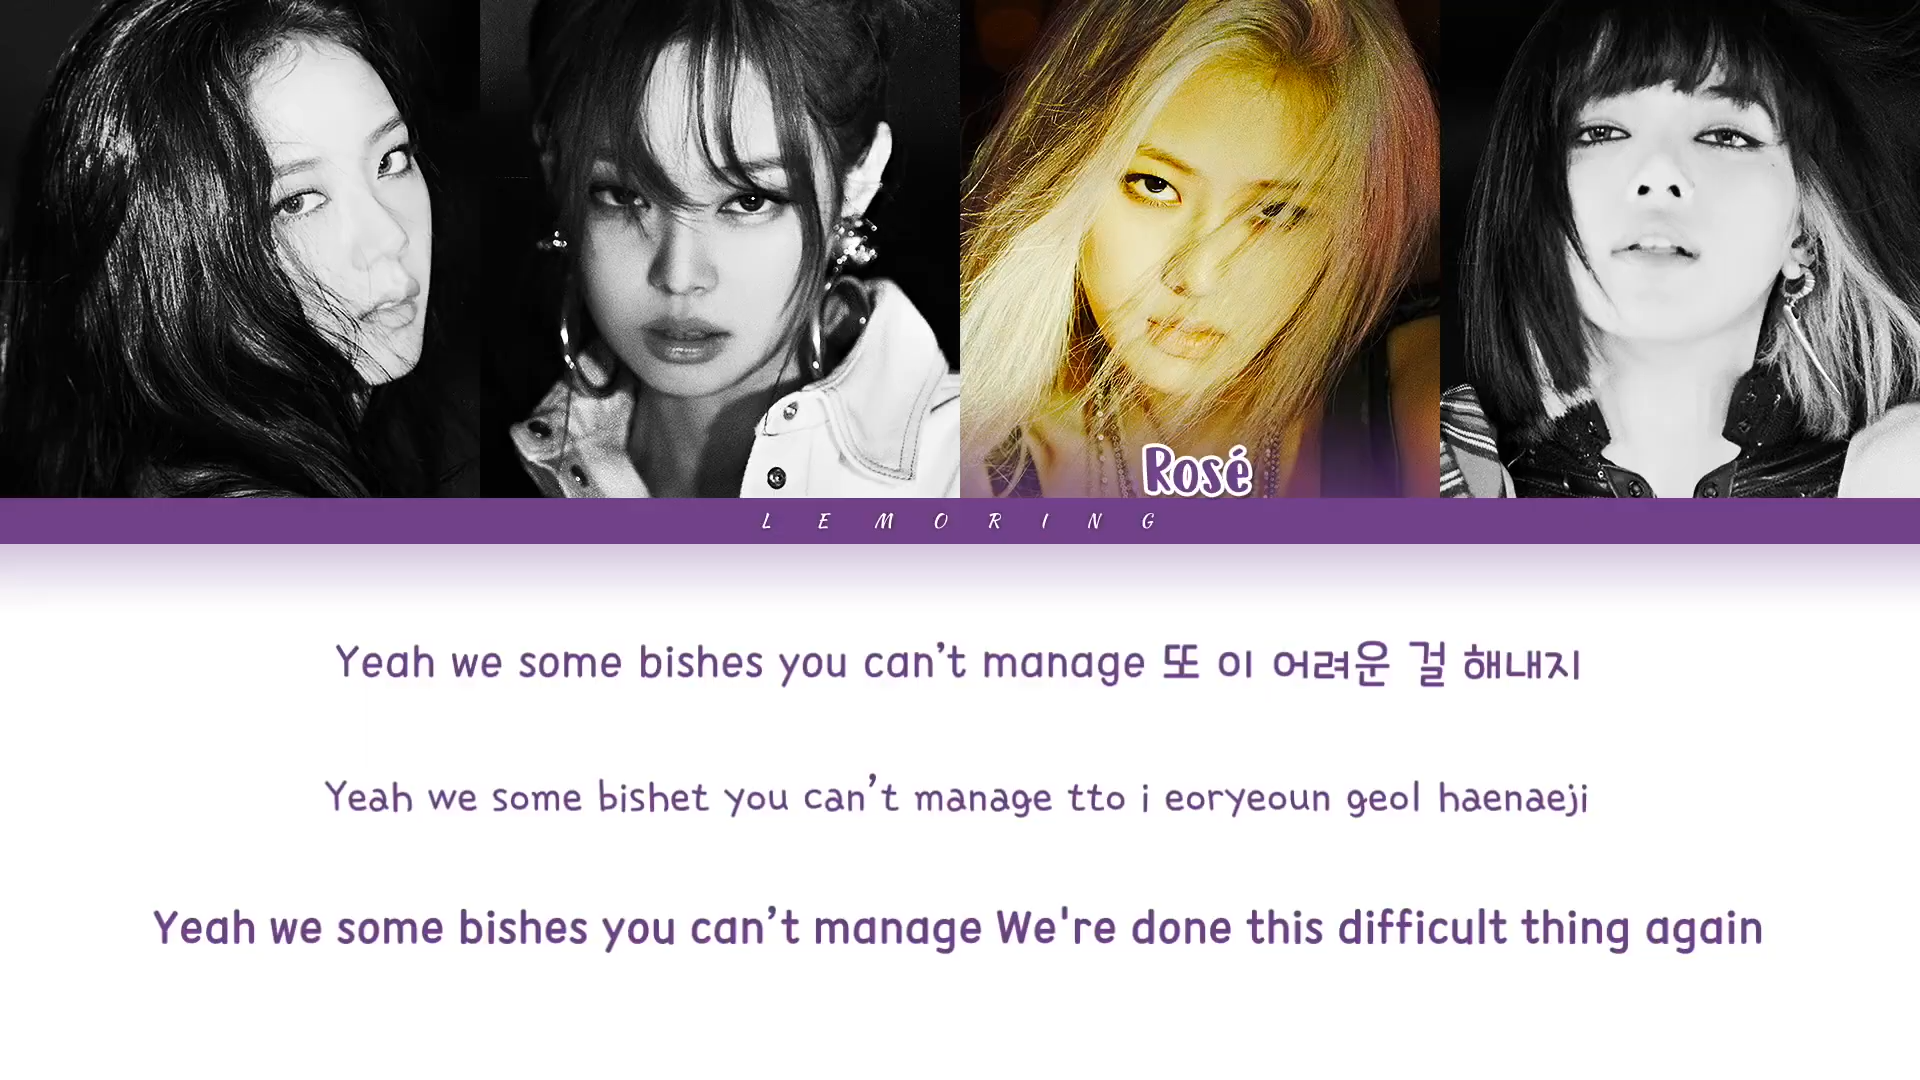 Rosé
LEMORING
Yeah we some bishes you can’t manage 또 이 어려운 걸 해내지
Yeah we some bishet you can’t manage tto i eoryeoun geol haenaeji
Yeah we some bishes you can’t manage We're done this difficult thing again